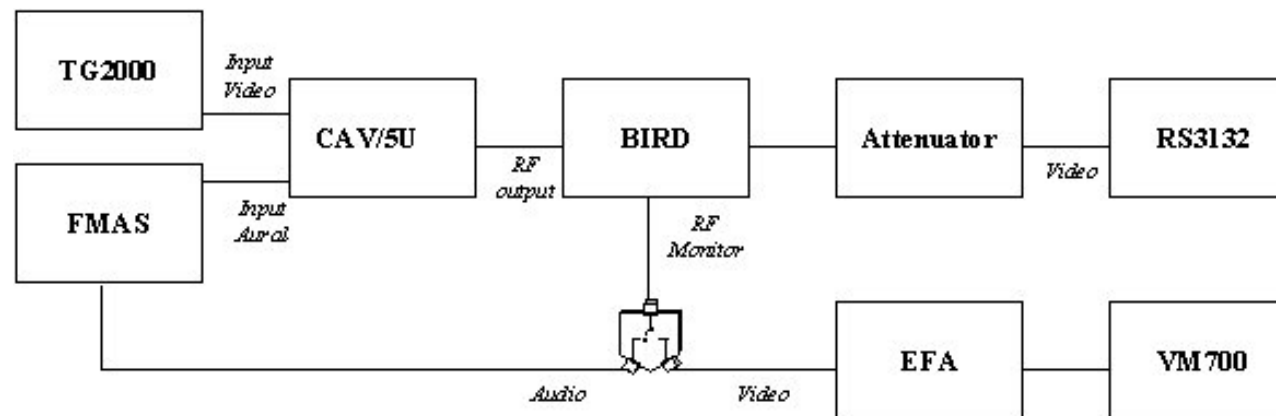 TG2000
Input
Video
CAV/5U
BIRD
Attenuator
RS3132
RF
output
Video
FMAS
Input
Aural
RF
Monitor
EFA
VM700
Audio
Video